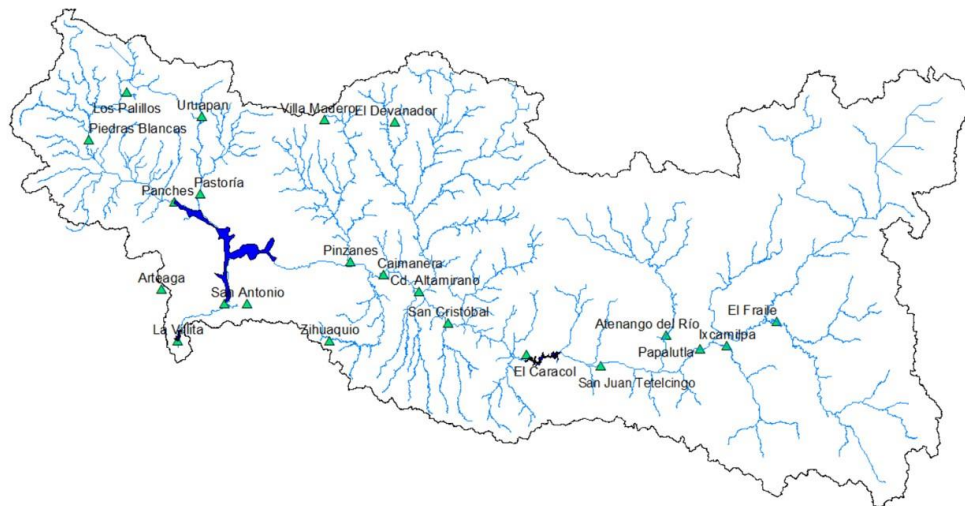 Los Palillos
Uruapan
Villa Madero
El Devanador
Piedras Blancas
Panches
Pastoría
Pinzanes
Caimanera
Cd. Altamirano
Arteaga
San Antonio
San Cristóbal
El Fraile
La Villita
Zihuaquio
Atenango del Río
Ixcamilpa
Papalutla
El Caracol
San Juan Tetelcingo